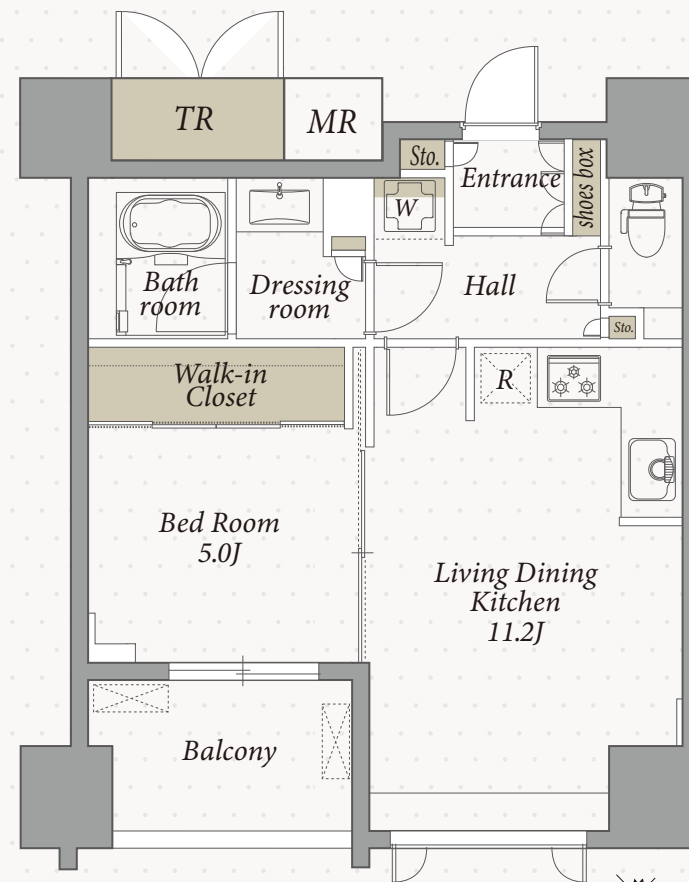 TR
MR
Sto.
Entrance
shoes box
W
Bath
room
Dressing
room
Hall
Sto.
Walk-in
Closet
R
Bed Room
5.0J
Living Dining
Kitchen
11.2J
Balcony